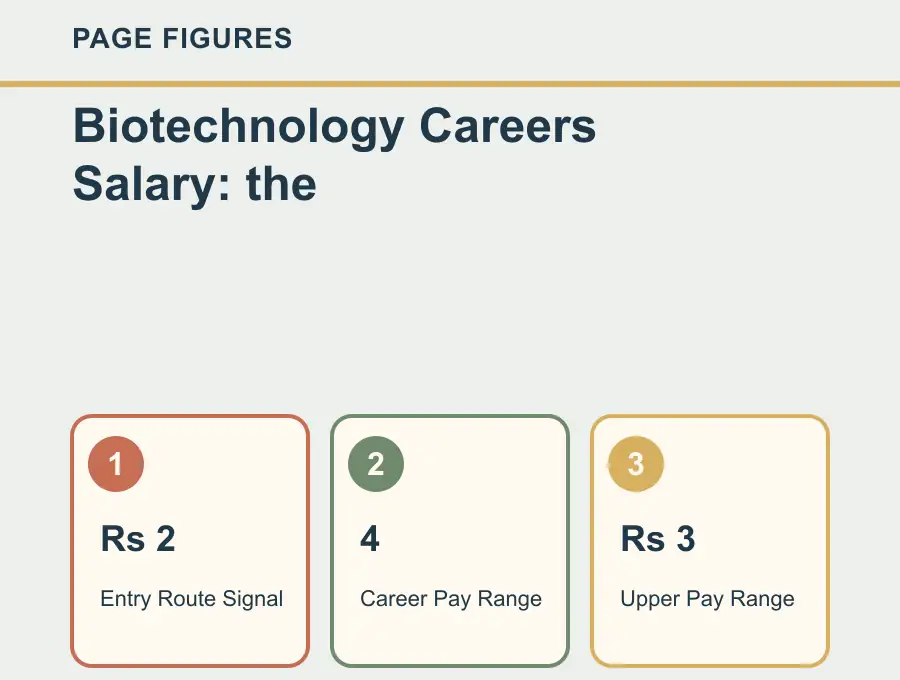 PAGE FIGURES
Biotechnology Careers
Salary: the
1
Rs 2
Entry Route Signal
2
4
Career Pay Range
3
Rs 3
Upper Pay Range